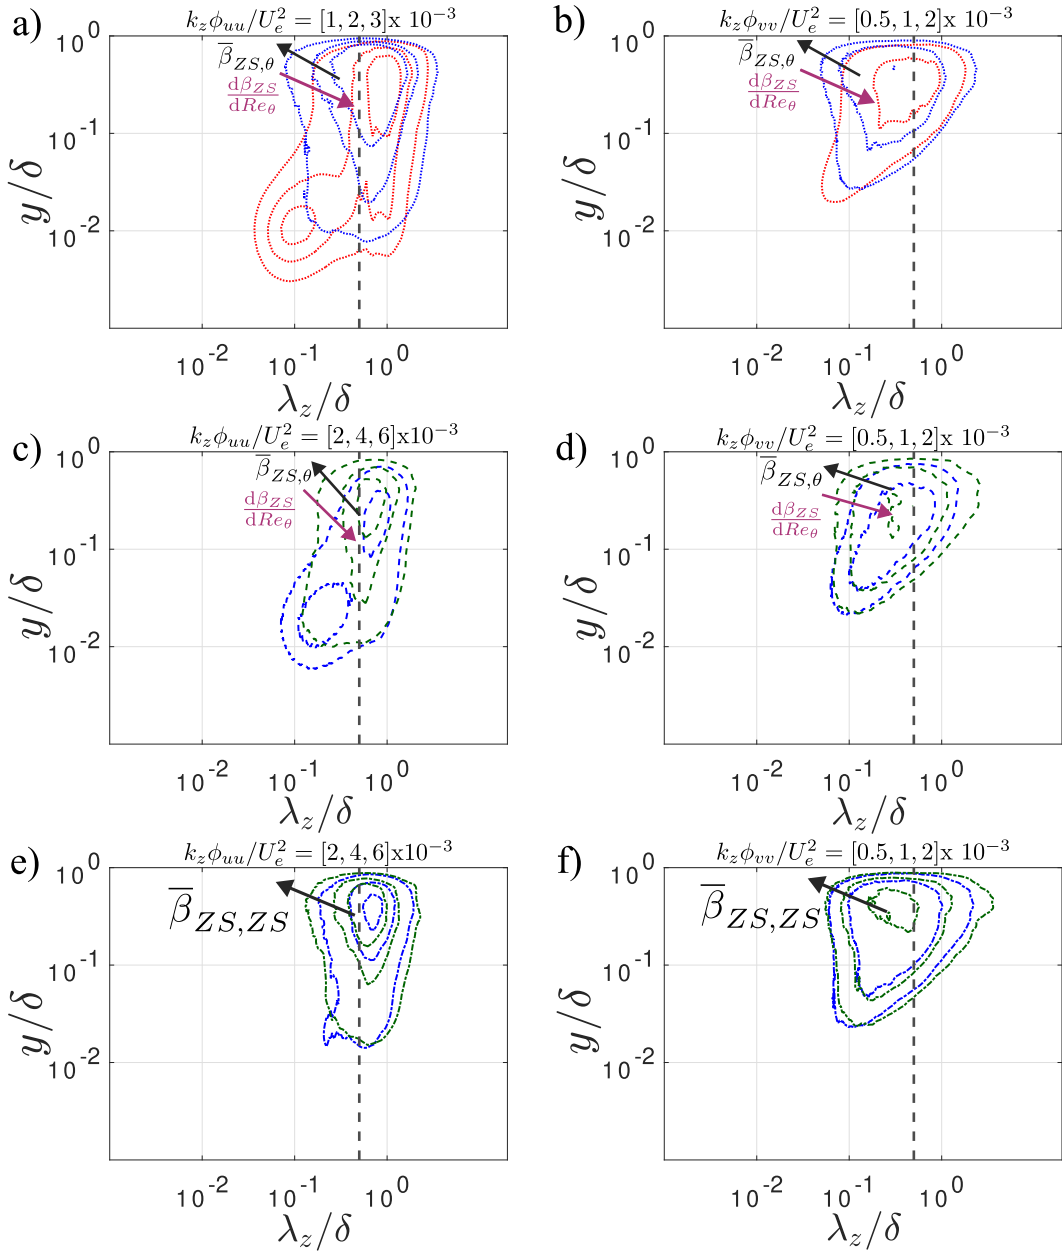 a) k_zϕ_uu/U_e^2 = [1, 2, 3]x 10^-3
β̅_ZS,θ
dβ_ZS/dRe_θ
y/δ
10^0
10^-1
10^-2
10^-2 10^-1 10^0
λ_z/δ
b) k_zϕ_vv/U_e^2 = [0.5, 1, 2]x 10^-3
β̅_ZS,θ
dβ_ZS/dRe_θ
y/δ
10^0
10^-1
10^-2
10^-2 10^-1 10^0
λ_z/δ
c) k_zϕ_uu/U_e^2 = [2, 4, 6]x10^-3
β̅_ZS,θ
dβ_ZS/dRe_θ
y/δ
10^0
10^-1
10^-2
10^-2 10^-1 10^0
λ_z/δ
d) k_zϕ_vv/U_e^2 = [0.5, 1, 2]x 10^-3
β̅_ZS,θ
dβ_ZS/dRe_θ
y/δ
10^0
10^-1
10^-2
10^-2 10^-1 10^0
λ_z/δ
e) k_zϕ_uu/U_e^2 = [2, 4, 6]x10^-3
β̅_ZS,ZS
y/δ
10^0
10^-1
10^-2
10^-2 10^-1 10^0
λ_z/δ
f) k_zϕ_vv/U_e^2 = [0.5, 1, 2]x 10^-3
β̅_ZS,ZS
y/δ
10^0
10^-1
10^-2
10^-2 10^-1 10^0
λ_z/δ